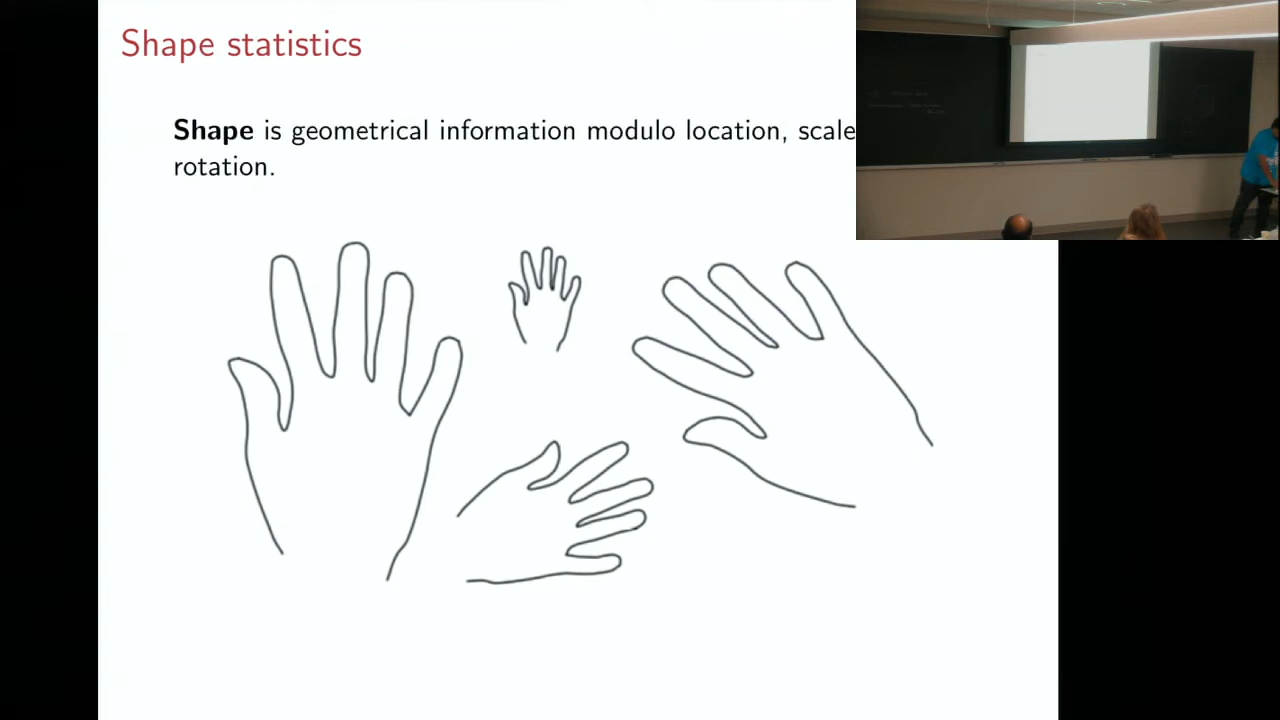 Shape statistics
Shape is geometrical information modulo location, scale
rotation.